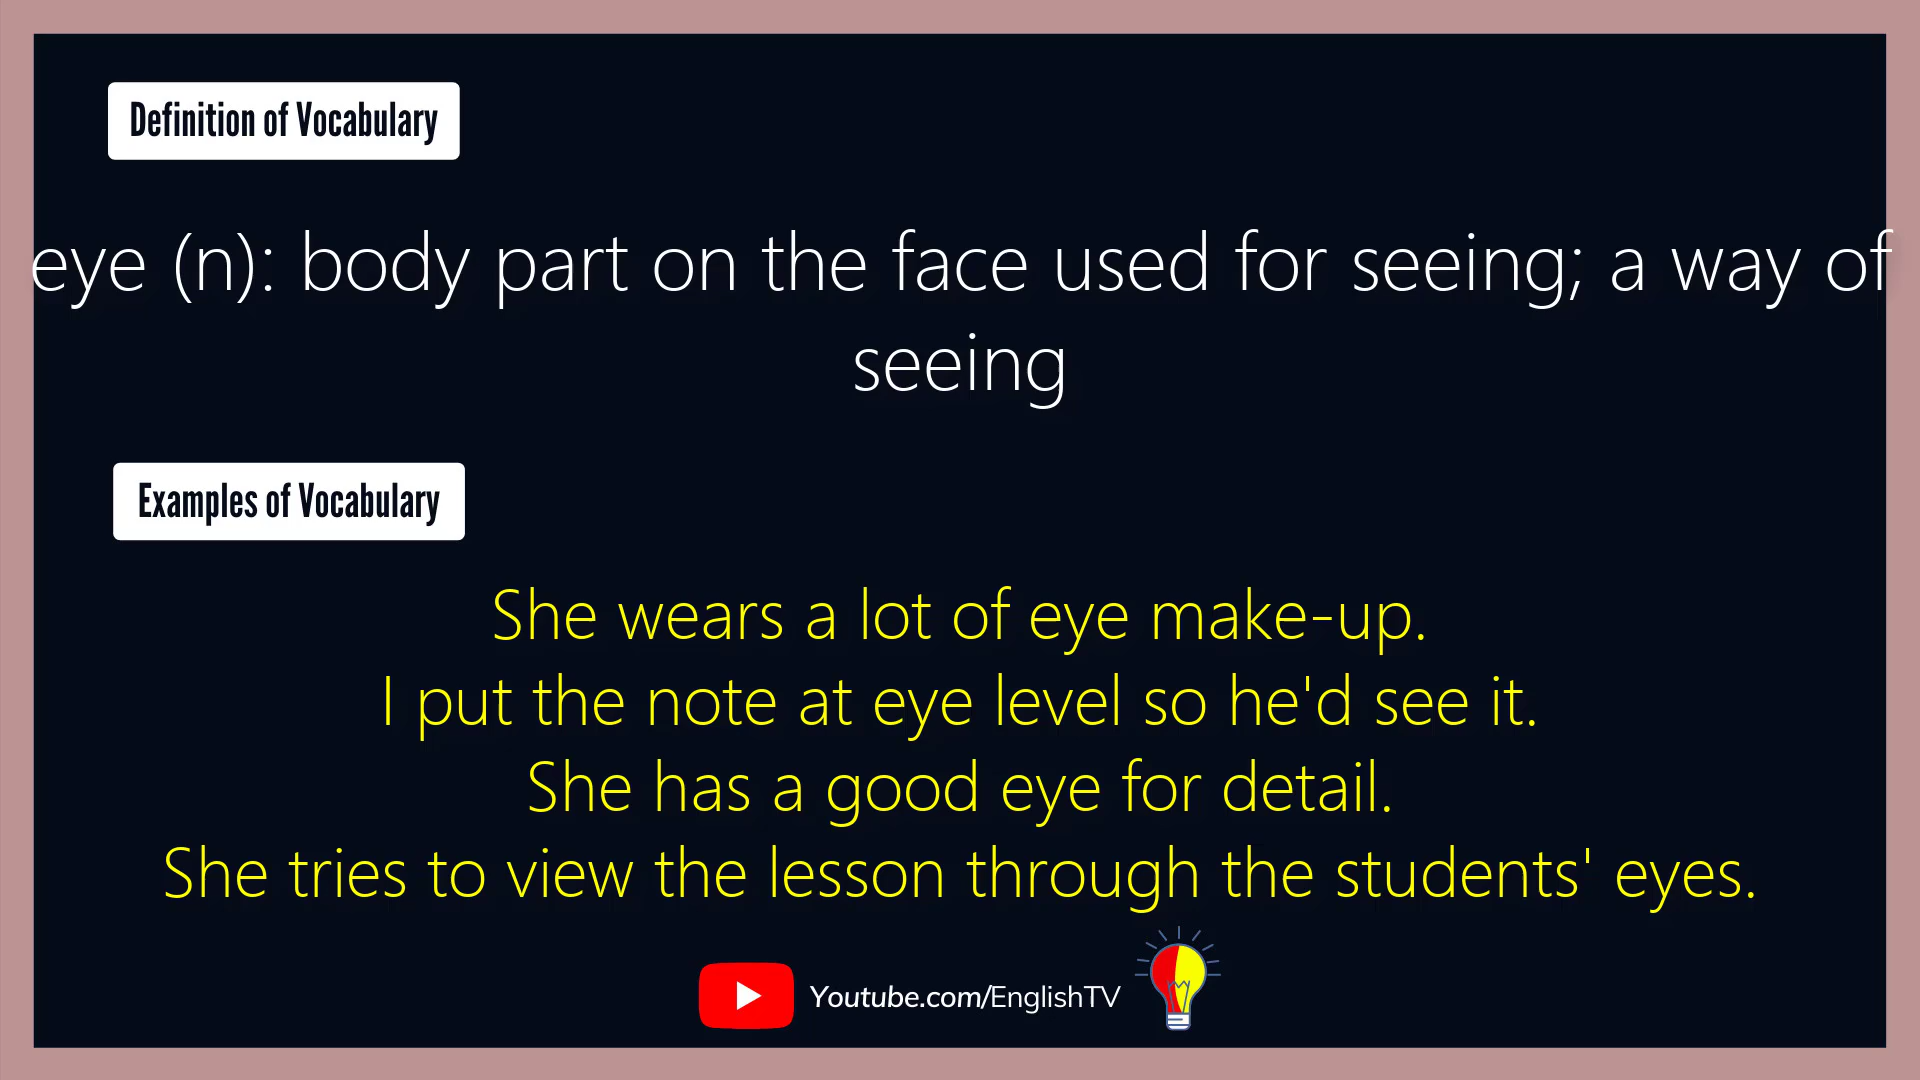 Definition of Vocabulary
eye (n): body part on the face used for seeing; a way of
seeing
Examples of Vocabulary
She wears a lot of eye make-up.
I put the note at eye level so he'd see it.
She has a good eye for detail.
She tries to view the lesson through the students' eyes.
Youtube.com/EnglishTV